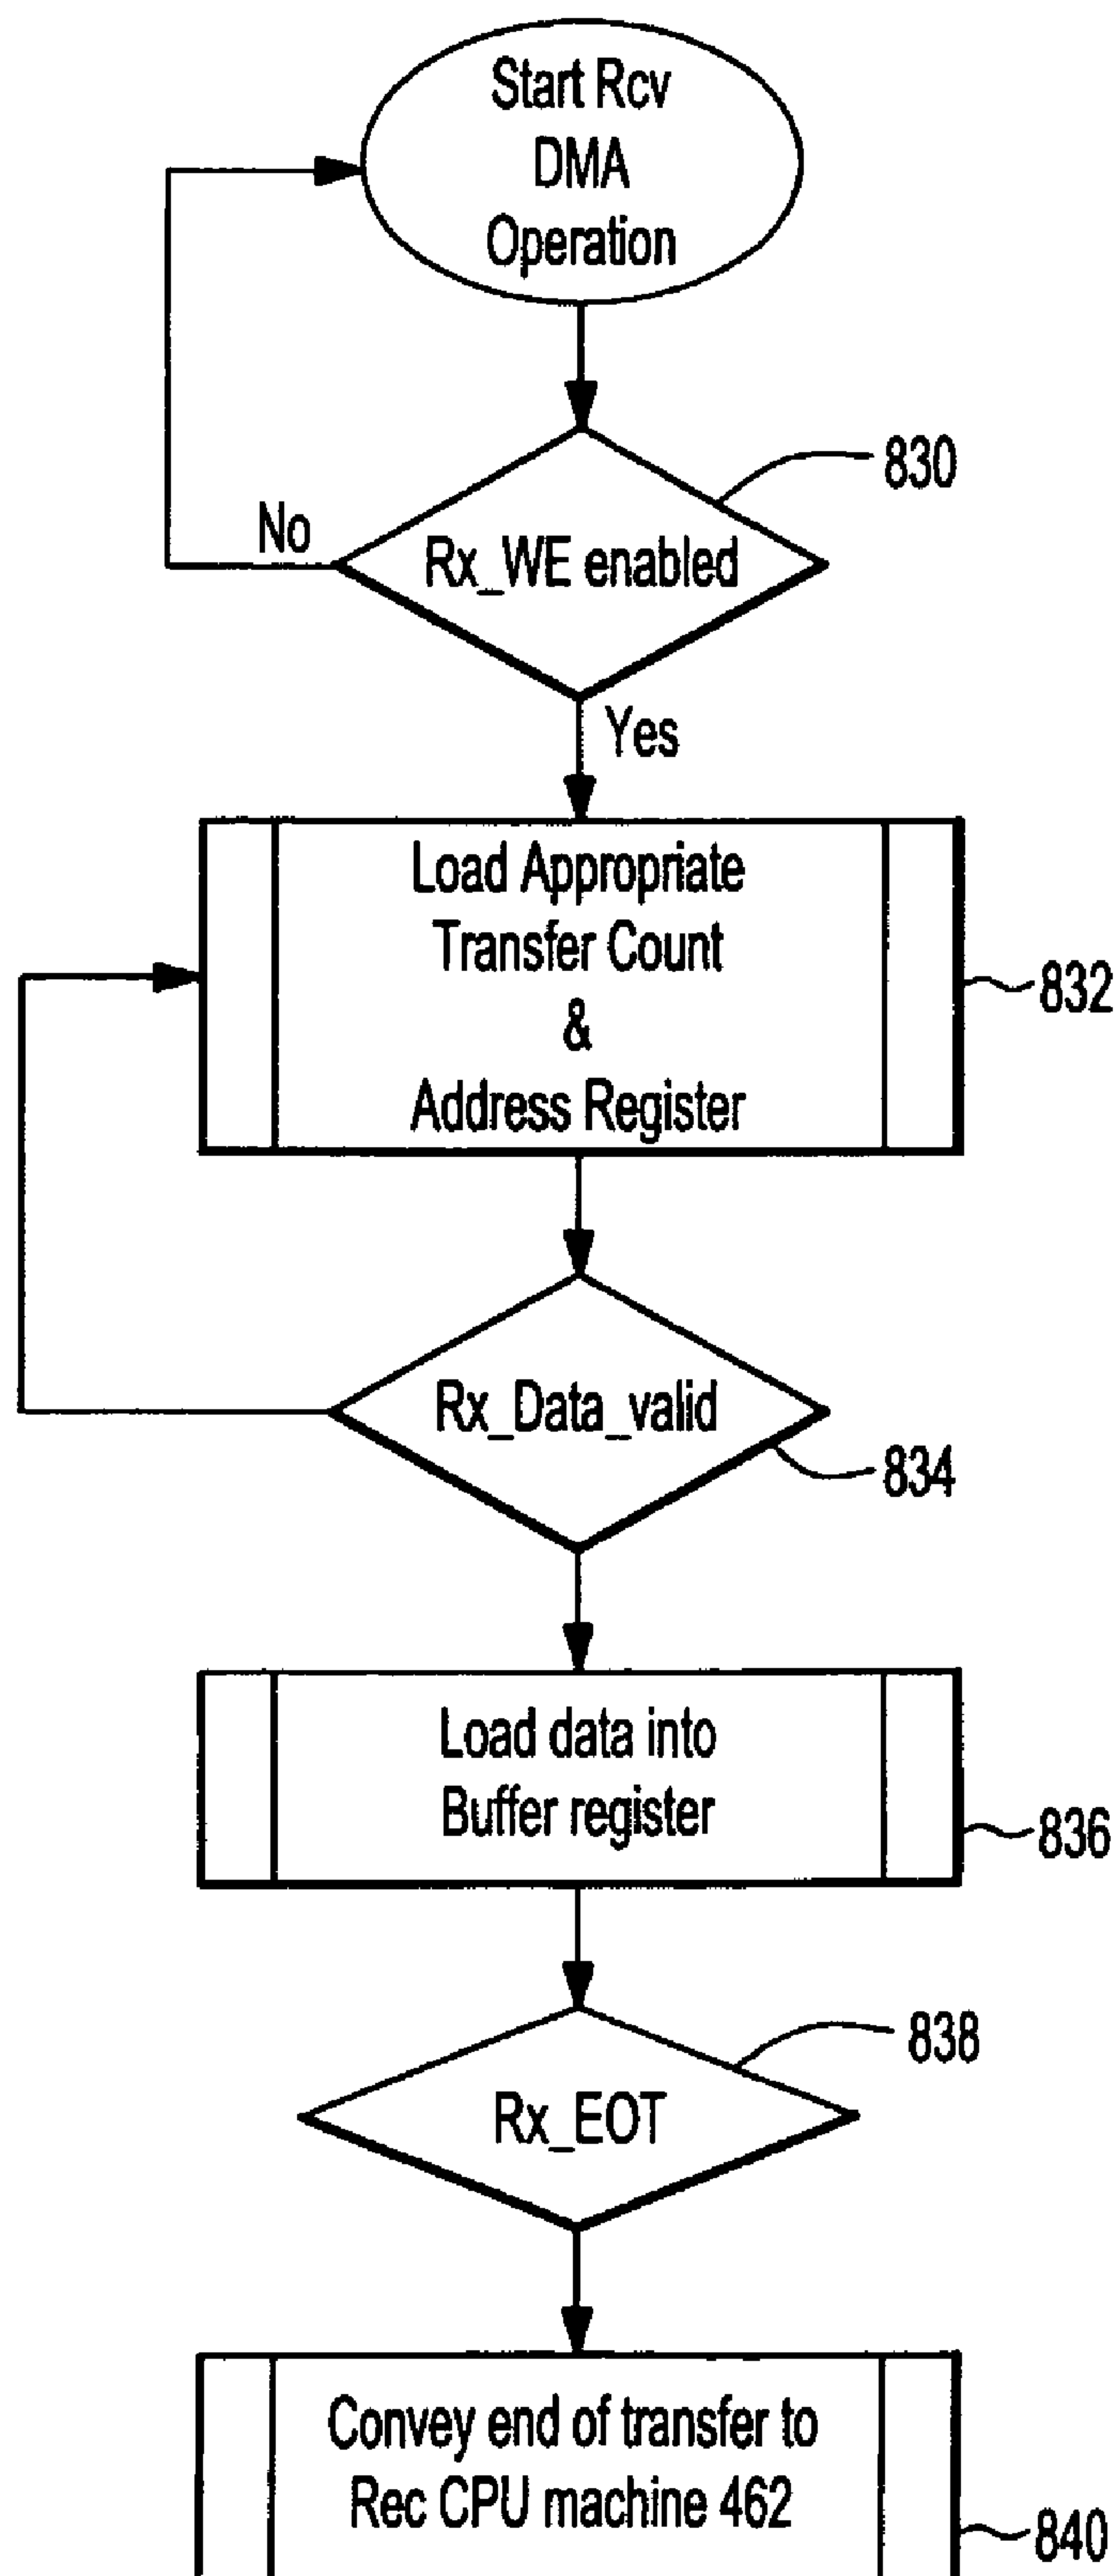 Start Rcv
DMA
Operation
830
No
Rx_WE enabled
Yes
Load Appropriate
Transfer Count
&
Address Register
832
Rx_Data_valid
834
Load data into
Buffer register
836
838
Rx_EOT
Convey end of transfer to
Rec CPU machine 462
840